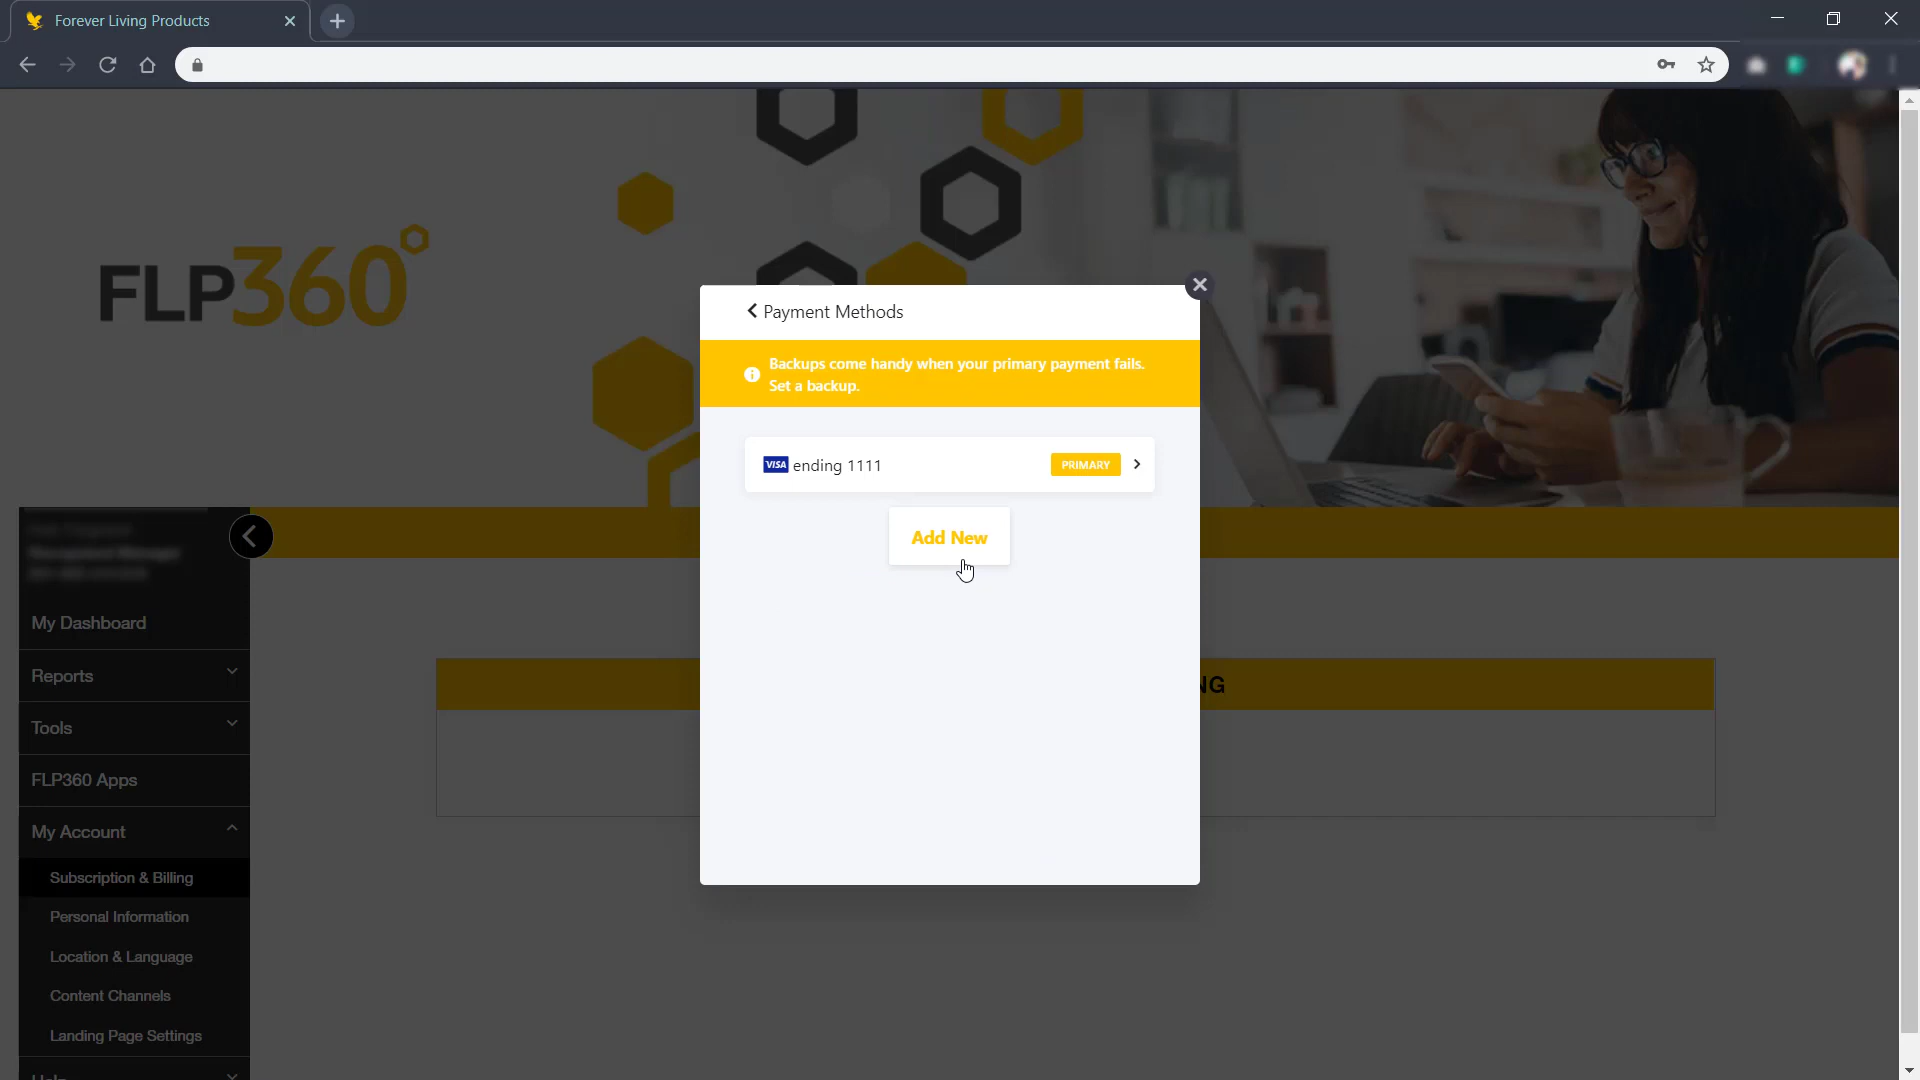 Forever Living Products
FLP360
Payment Methods
Backups come handy when your primary payment fails.
Set a backup.
VISA ending 1111 PRIMARY
Add New
My Dashboard
Reports
Tools
FLP360 Apps
My Account
Subscription & Billing
Personal Information
Location & Language
Content Channels
Landing Page Settings
NG